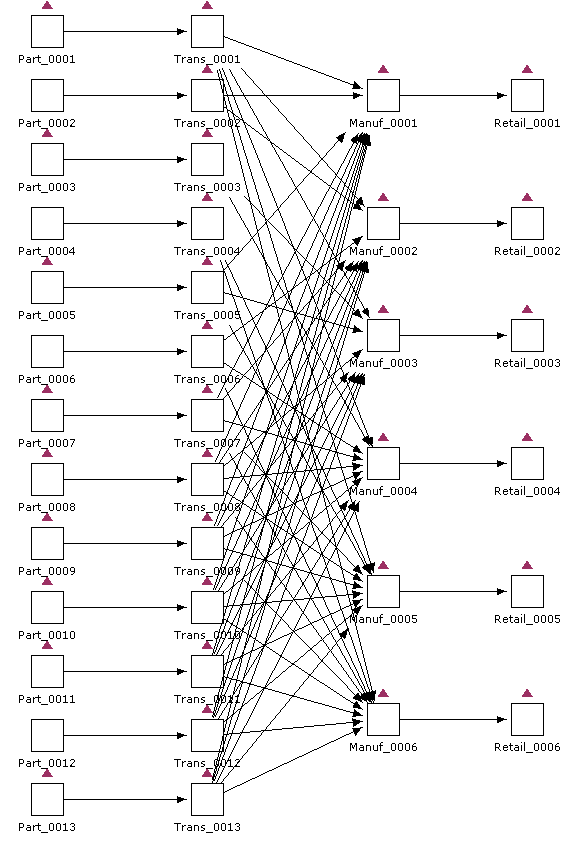 Part_0001 Trans_0001
Part_0002 Trans_0002 Manuf_0001 Retail_0001
Part_0003 Trans_0003
Part_0004 Trans_0004 Manuf_0002 Retail_0002
Part_0005 Trans_0005
Part_0006 Trans_0006 Manuf_0003 Retail_0003
Part_0007 Trans_0007
Part_0008 Trans_0008 Manuf_0004 Retail_0004
Part_0009 Trans_0009
Part_0010 Trans_0010 Manuf_0005 Retail_0005
Part_0011 Trans_0011
Part_0012 Trans_0012 Manuf_0006 Retail_0006
Part_0013 Trans_0013